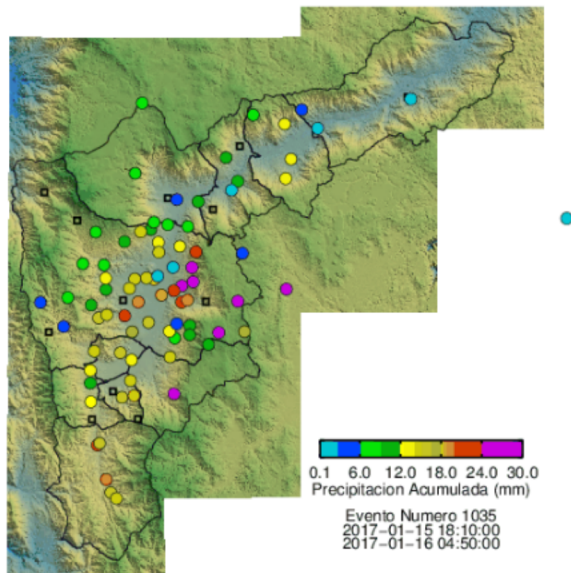 0.1 6.0 12.0 18.0 24.0 30.0
Precipitacion Acumulada (mm)
Evento Numero 1035
2017-01-15 18:10:00
2017-01-16 04:50:00